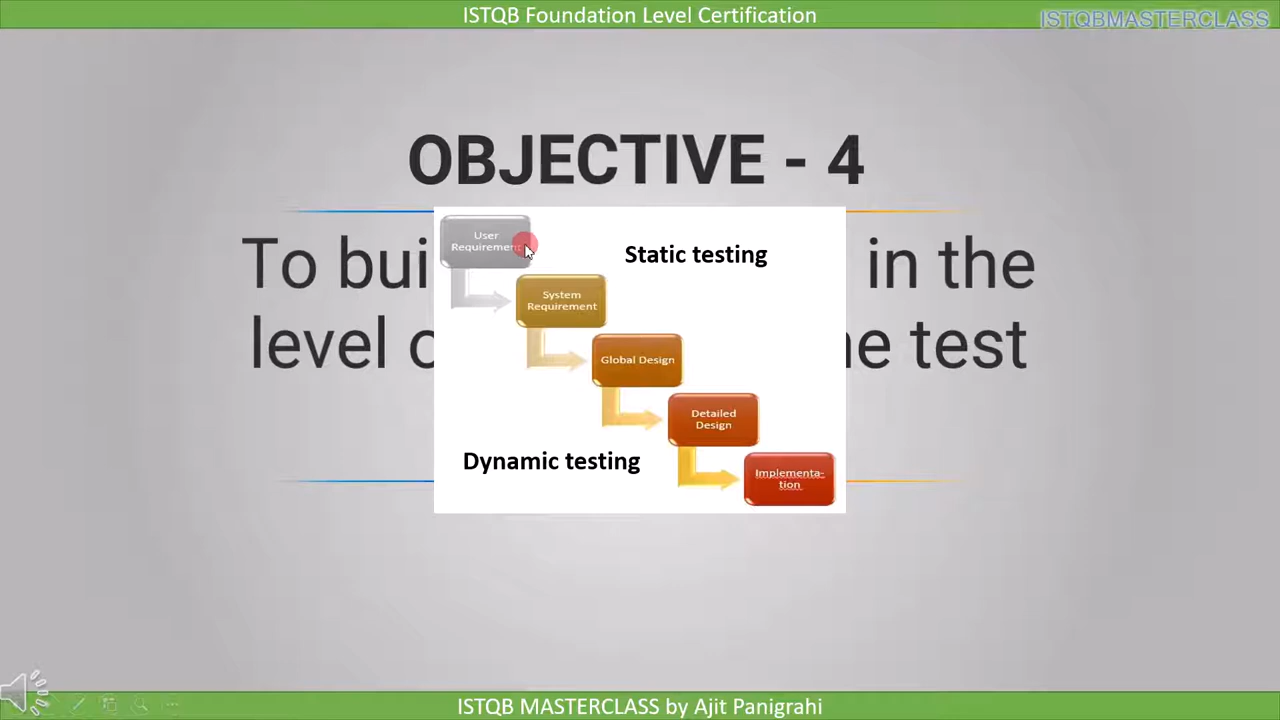 ISTQB Foundation Level Certification
ISTQBMASTERCLASS
OBJECTIVE - 4
To bui in the
level o e test
User
Requirement
Static testing
System
Requirement
Global Design
Detailed
Design
Dynamic testing
Implementa-
tion
ISTQB MASTERCLASS by Ajit Panigrahi